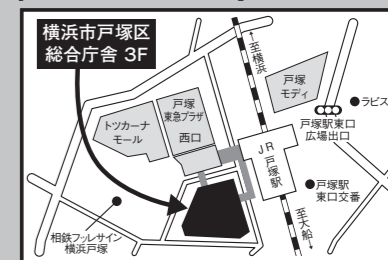 横浜市戸塚区
総合庁舎 3F
←至横浜
戸塚
モディ
ラピス
戸塚駅東口
広場出口
戸塚
東急プラザ
トツカーナ
モール
西口
JR
戸塚駅
戸塚駅
東口交番
至大船→
相鉄フレッサイン
横浜戸塚